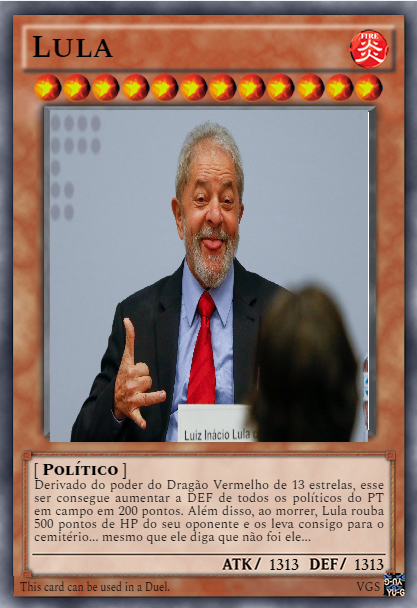 LULA
FIRE
炎
Luiz Inácio Lula d
[ POLÍTICO ]
Derivado do poder do Dragão Vermelho de 13 estrelas, esse
ser consegue aumentar a DEF de todos os políticos do PT
em campo em 200 pontos. Além disso, ao morrer, Lula rouba
500 pontos de HP do seu oponente e os leva consigo para o
cemitério... mesmo que ele diga que não foi ele...
ATK/ 1313 DEF/ 1313
This card can be used in a Duel.
VGS